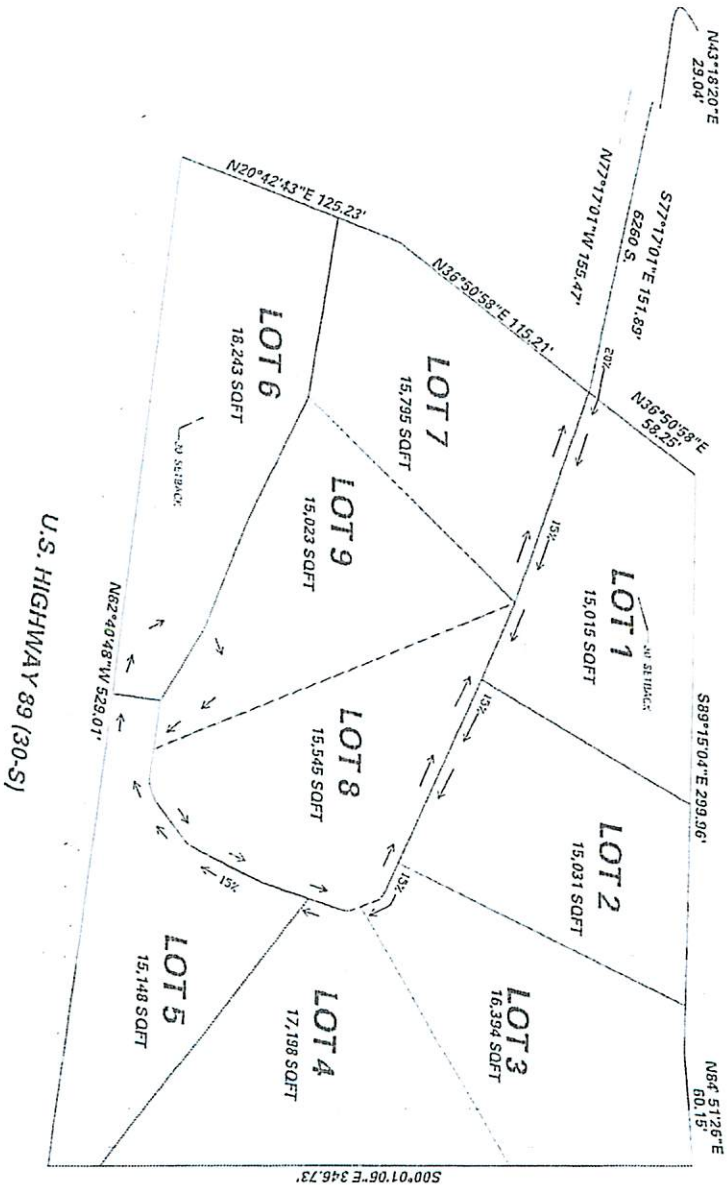 N43°18'20"E
29.04'
S77°17'01"E 151.89'
6260 S.
N77°17'01"W 155.47'
20%
N36°50'58"E
58.25'
N36°50'58"E 115.21'
N20°42'43"E 125.23'
LOT 7
15,795 SQFT
LOT 6
18,243 SQFT
20 SETBACK
LOT 9
15,023 SQFT
15%
LOT 1
15,015 SQFT
20 SETBACK
S89°15'04"E 299.96'
15%
LOT 8
15,545 SQFT
N62°40'48"W 529.01'
U.S. HIGHWAY 89 (30-S)
LOT 2
15,031 SQFT
15%
15%
LOT 3
16,394 SQFT
LOT 4
17,198 SQFT
LOT 5
15,148 SQFT
N84°51'26"E
60.15'
S00°01'06"E 346.73'